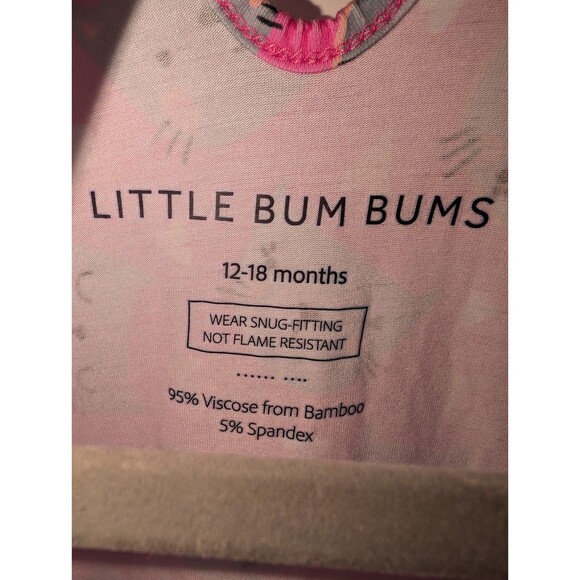 LITTLE BUM BUMS
12-18 months
WEAR SNUG-FITTING
NOT FLAME RESISTANT
95% Viscose from Bamboo
5% Spandex